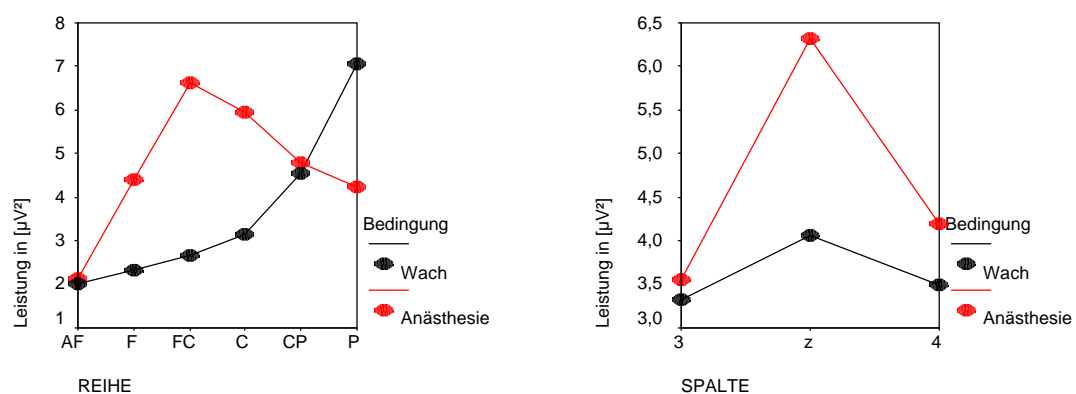 8
7
6
5
4
3
2
1
Leistung in [µV²]
AF F FC C CP P
REIHE
Bedingung
Wach
Anästhesie
6,5
6,0
5,0
4,5
4,0
3,5
3,0
Leistung in [µV²]
3 z 4
SPALTE
Bedingung
Wach
Anästhesie